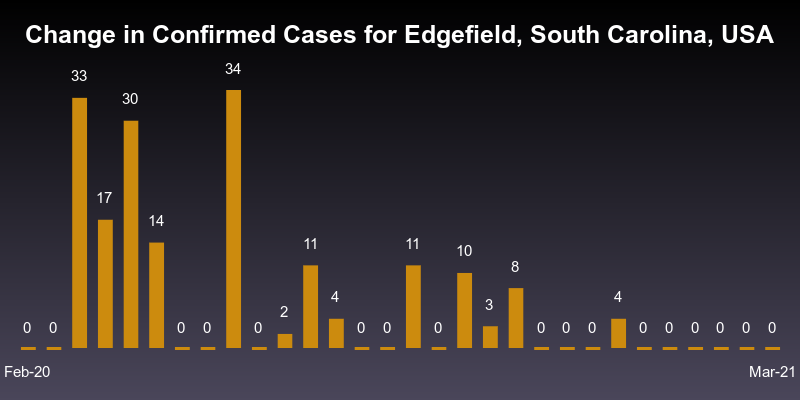 Change in Confirmed Cases for Edgefield, South Carolina, USA
0 0 33 17 30 14 0 0 34 0 2 11 4 0 0 11 0 10 3 8 0 0 0 4 0 0 0 0 0 0
Feb-20 Mar-21